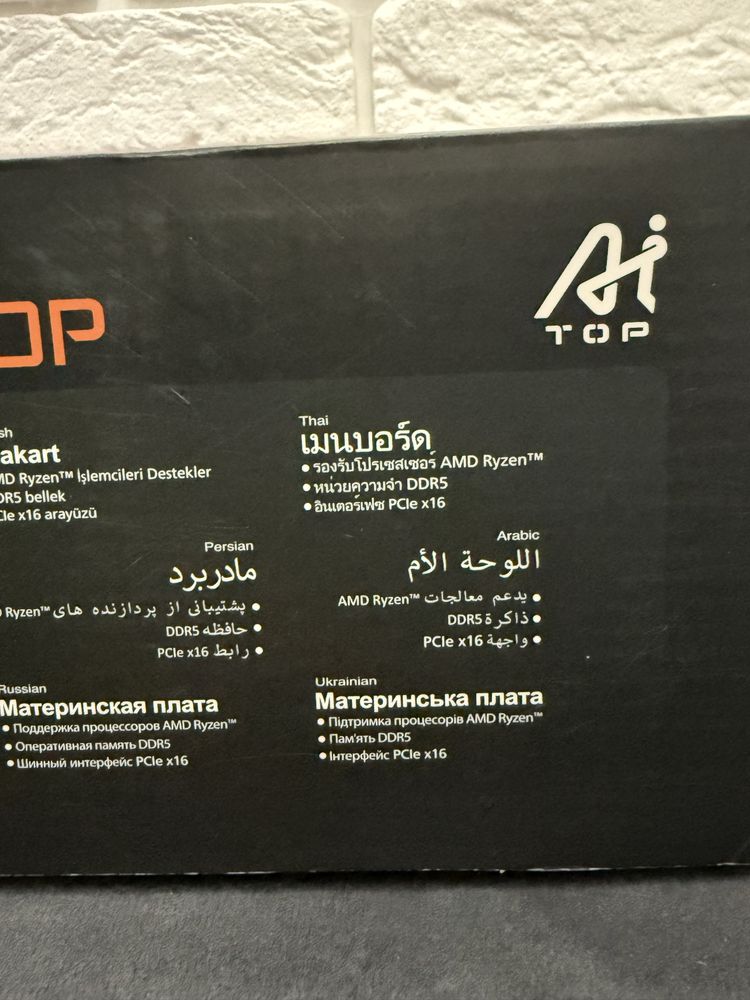 Ai
TOP
OP
sh
akart
MD Ryzen™ İşlemcileri Destekler
DR5 bellek
CIe x16 arayüzü
Thai
เมนบอร์ด
● รองรับโปรเซสเซอร์ AMD Ryzen™
● หน่วยความจำ DDR5
● อินเตอร์เฟซ PCIe x16
Persian
مادربرد
● پشتیبانی از پردازنده های AMD Ryzen™
● حافظه DDR5
● رابط PCIe x16
Arabic
اللوحة الأم
● يدعم معالجات AMD Ryzen™
● ذاكرة DDR5
● واجهة PCIe x16
Russian
Материнская плата
● Поддержка процессоров AMD Ryzen™
● Оперативная память DDR5
● Шинный интерфейс PCIe x16
Ukrainian
Материнська плата
● Підтримка процесорів AMD Ryzen™
● Пам'ять DDR5
● Інтерфейс PCIe x16